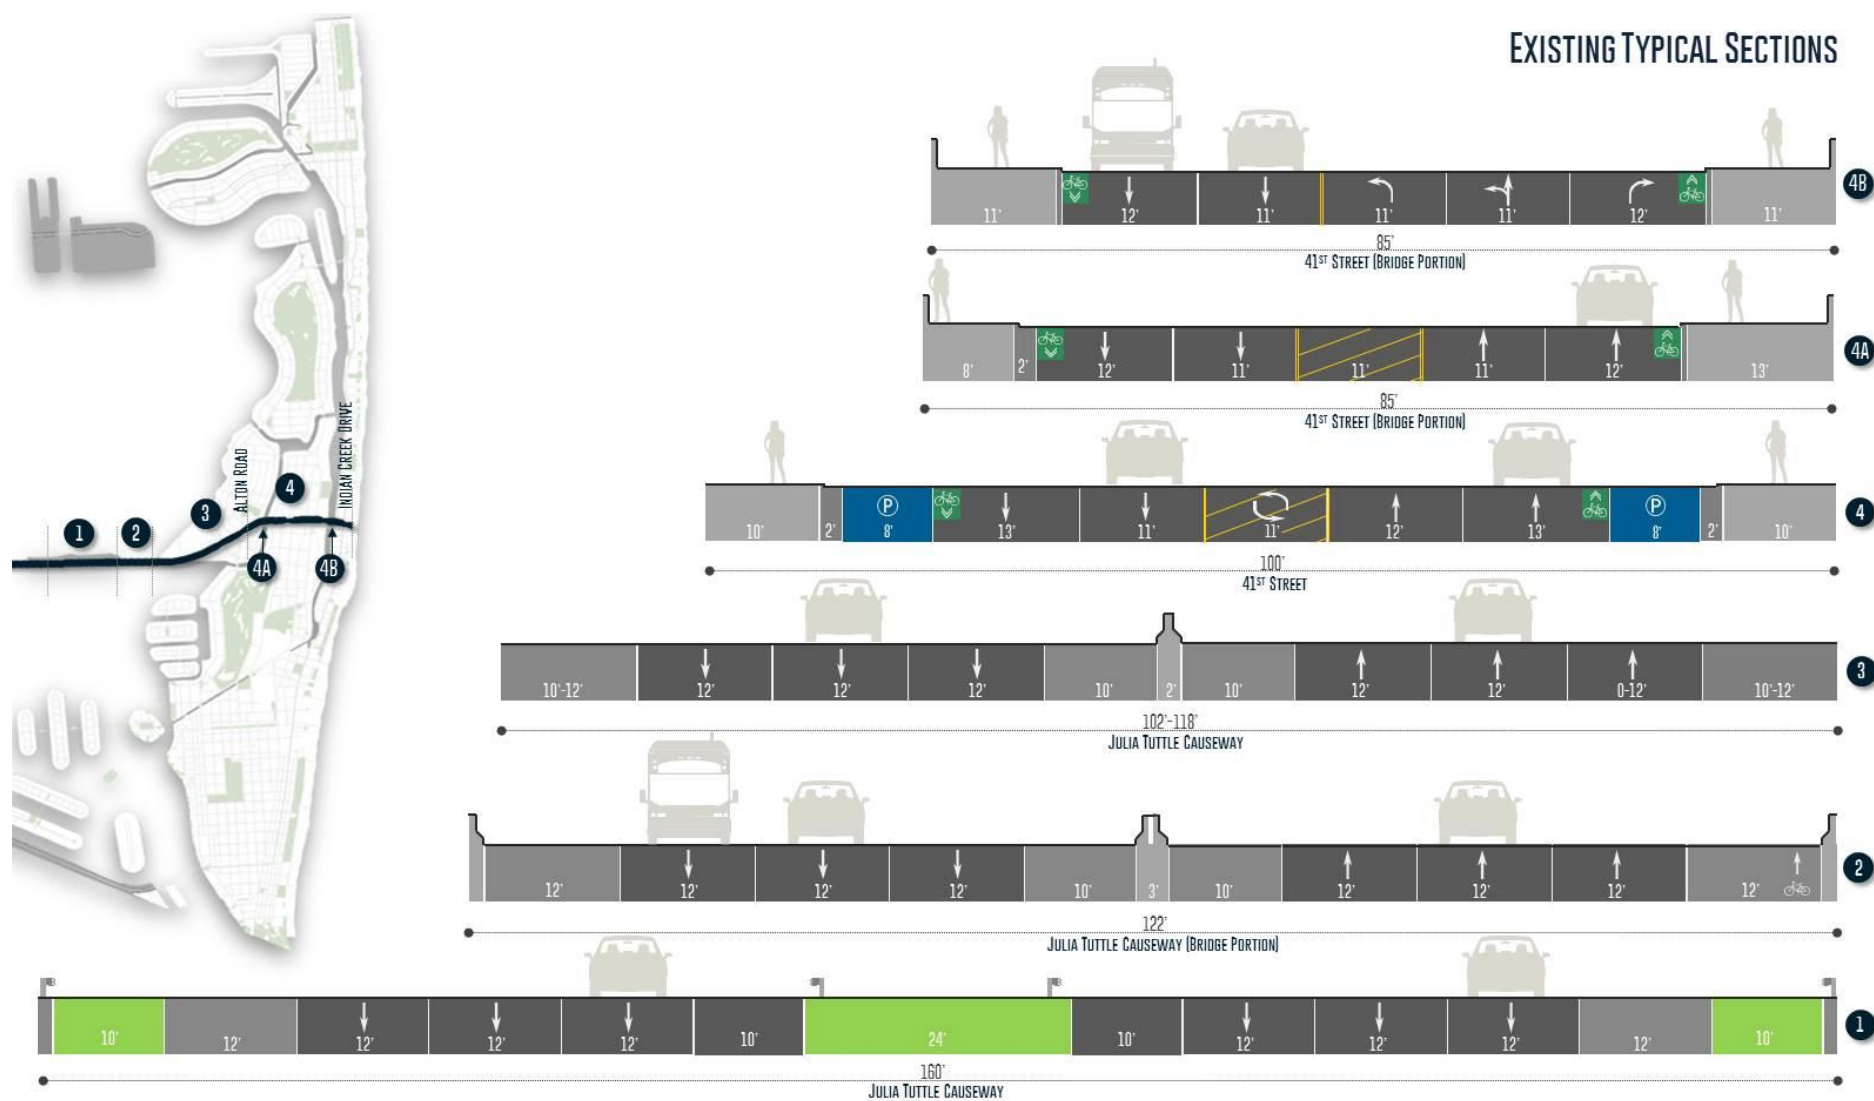 EXISTING TYPICAL SECTIONS
11' 12' 11' 11' 11' 12' 11' 4B
85'
41ST STREET (BRIDGE PORTION)
8' 2' 12' 11' 11' 11' 12' 13' 4A
85'
41ST STREET (BRIDGE PORTION)
10' 2' P 8' 13' 11' 11' 12' 13' P 8' 2' 10' 4
100'
41ST STREET
10'-12' 12' 12' 12' 10' 2' 10' 12' 12' 0-12' 10'-12' 3
102'-118'
JULIA TUTTLE CAUSEWAY
12' 12' 12' 12' 10' 3' 10' 12' 12' 12' 12' 2
122'
JULIA TUTTLE CAUSEWAY (BRIDGE PORTION)
10' 12' 12' 12' 12' 10' 24' 10' 12' 12' 12' 12' 10' 1
160'
JULIA TUTTLE CAUSEWAY
ALTON ROAD
INDIAN CREEK DRIVE
1 2 3 4
4A 4B